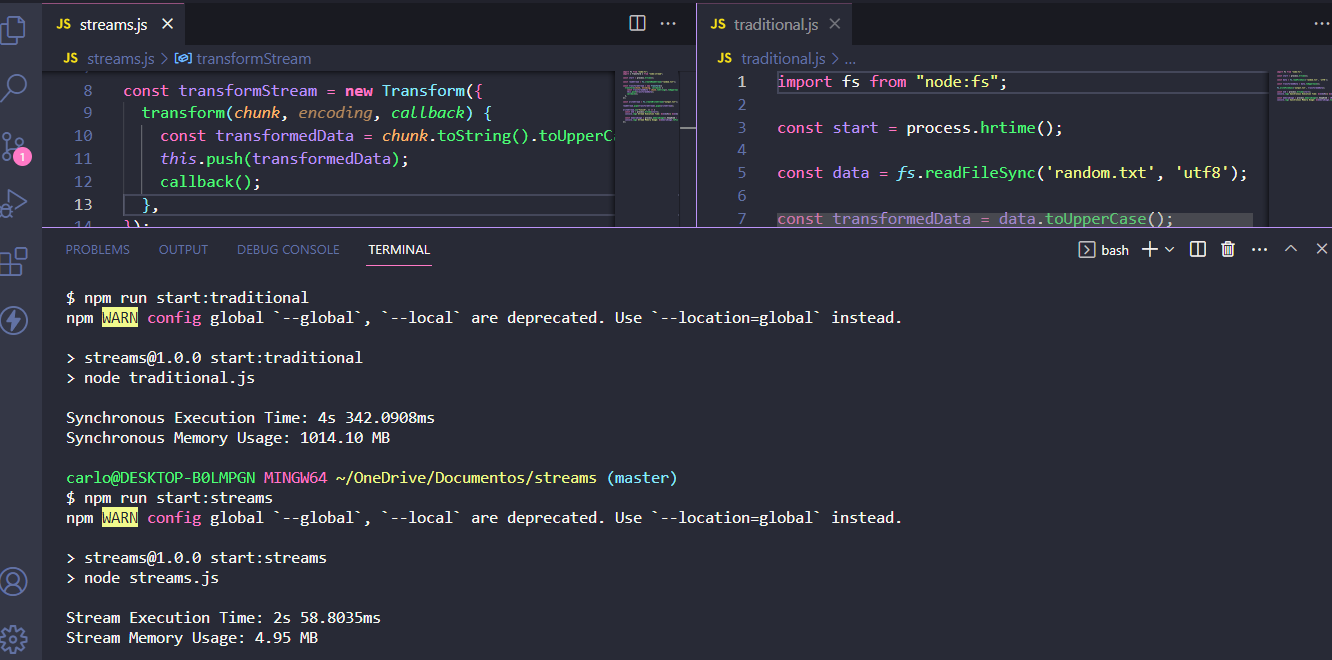 JS streams.js
JS streams.js > transformStream
8 const transformStream = new Transform({
9 transform(chunk, encoding, callback) {
10 const transformedData = chunk.toString().toUpperC
11 this.push(transformedData);
12 callback();
13 },
14 });
JS traditional.js
JS traditional.js > ...
1 import fs from "node:fs";
2
3 const start = process.hrtime();
4
5 const data = fs.readFileSync('random.txt', 'utf8');
6
7 const transformedData = data.toUpperCase();
1
PROBLEMS OUTPUT DEBUG CONSOLE TERMINAL
bash
$ npm run start:traditional
npm WARN config global `--global`, `--local` are deprecated. Use `--location=global` instead.
> streams@1.0.0 start:traditional
> node traditional.js
Synchronous Execution Time: 4s 342.0908ms
Synchronous Memory Usage: 1014.10 MB
carlo@DESKTOP-B0LMPGN MINGW64 ~/OneDrive/Documentos/streams (master)
$ npm run start:streams
npm WARN config global `--global`, `--local` are deprecated. Use `--location=global` instead.
> streams@1.0.0 start:streams
> node streams.js
Stream Execution Time: 2s 58.8035ms
Stream Memory Usage: 4.95 MB